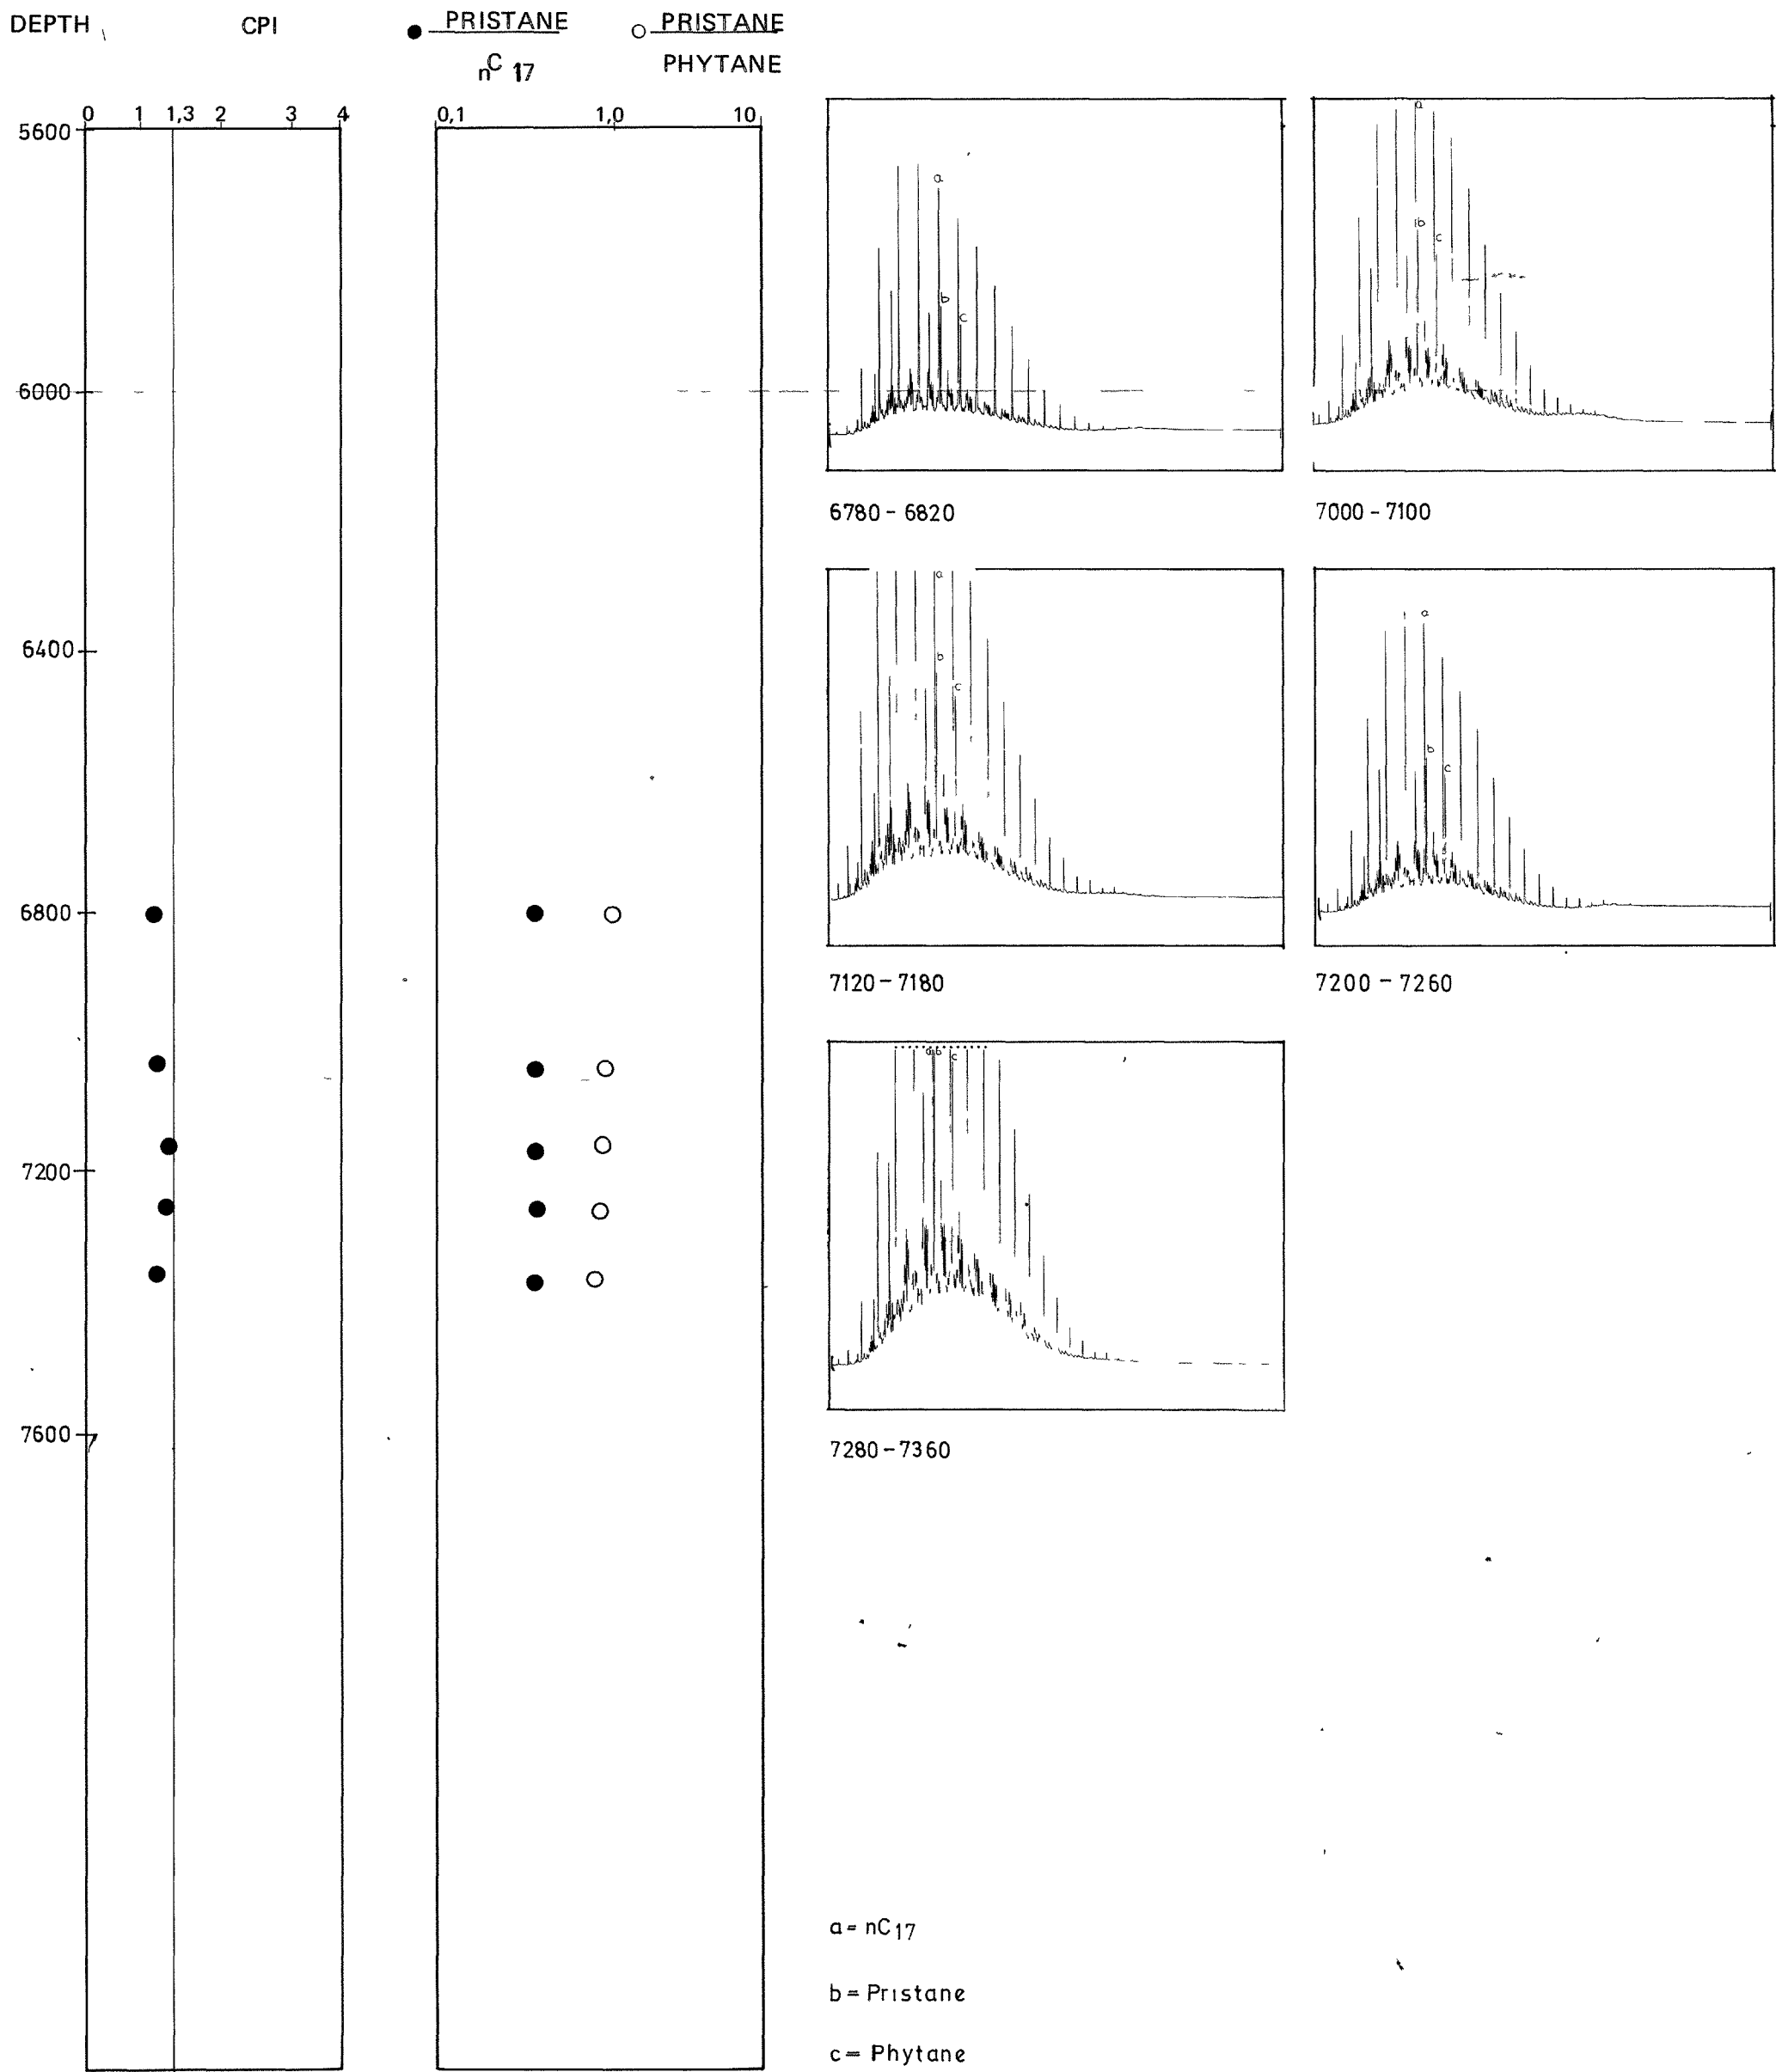 DEPTH CPI ● PRISTANE ○ PRISTANE
nC 17 PHYTANE
0 1 1,3 2 3 4 0,1 1,0 10
5600
6000
6400
6800
7200
7600
a
b
c
6780-6820
a
b
c
7000-7100
a
b
c
7120-7180
a
b
c
7200-7260
a b c
7280-7360
a = nC17
b = Pristane
c = Phytane